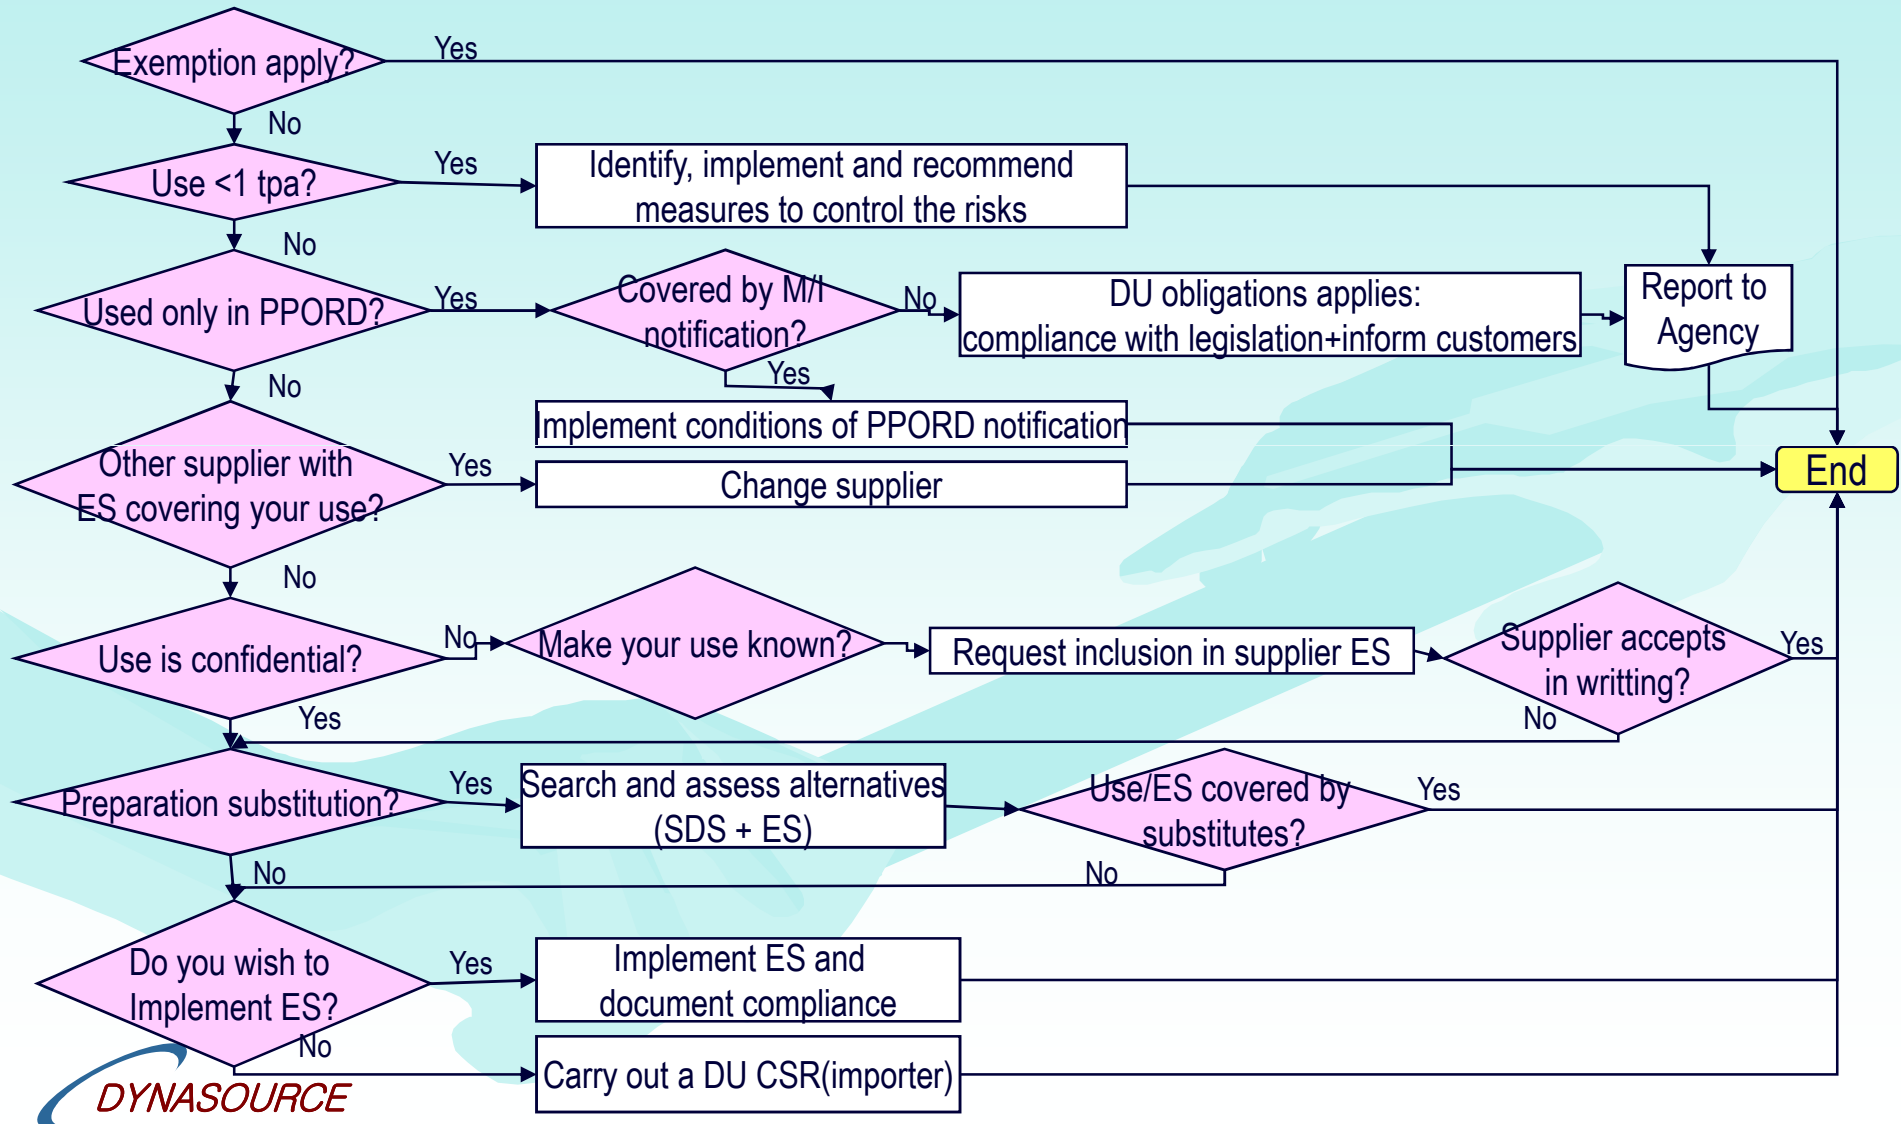 Exemption apply?
Yes
No
Use <1 tpa?
Yes
Identify, implement and recommend
measures to control the risks
No
Used only in PPORD?
Yes
Covered by M/I
notification?
No
DU obligations applies:
compliance with legislation+inform customers
Report to
Agency
Yes
No
Implement conditions of PPORD notification
Other supplier with
ES covering your use?
Yes
Change supplier
End
No
Use is confidential?
No
Make your use known?
Request inclusion in supplier ES
Supplier accepts
in writting?
Yes
No
Yes
Preparation substitution?
Yes
Search and assess alternatives
(SDS + ES)
Use/ES covered by
substitutes?
Yes
No
No
Do you wish to
Implement ES?
Yes
Implement ES and
document compliance
No
Carry out a DU CSR(importer)
DYNASOURCE